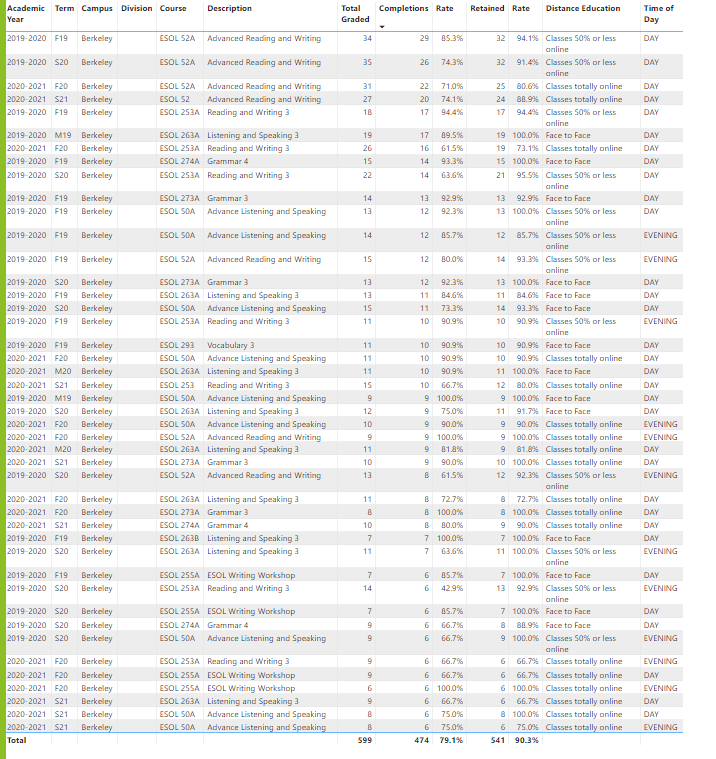 Academic Year Term Campus Division Course Description Total Graded Completions Rate Retained Rate Distance Education Time of Day
2019-2020 F19 Berkeley ESOL 52A Advanced Reading and Writing 34 29 85.3% 32 94.1% Classes 50% or less online DAY
2019-2020 S20 Berkeley ESOL 52A Advanced Reading and Writing 35 26 74.3% 32 91.4% Classes 50% or less online DAY
2020-2021 F20 Berkeley ESOL 52A Advanced Reading and Writing 31 22 71.0% 25 80.6% Classes totally online DAY
2020-2021 S21 Berkeley ESOL 52 Advanced Reading and Writing 27 20 74.1% 24 88.9% Classes totally online DAY
2019-2020 F19 Berkeley ESOL 253A Reading and Writing 3 18 17 94.4% 17 94.4% Classes 50% or less online DAY
2019-2020 M19 Berkeley ESOL 263A Listening and Speaking 3 19 17 89.5% 19 100.0% Face to Face DAY
2020-2021 F20 Berkeley ESOL 253A Reading and Writing 3 26 16 61.5% 19 73.1% Classes totally online DAY
2019-2020 F19 Berkeley ESOL 274A Grammar 4 15 14 93.3% 15 100.0% Face to Face DAY
2019-2020 S20 Berkeley ESOL 253A Reading and Writing 3 22 14 63.6% 21 95.5% Classes 50% or less online DAY
2019-2020 F19 Berkeley ESOL 273A Grammar 3 14 13 92.9% 13 92.9% Face to Face DAY
2019-2020 F19 Berkeley ESOL 50A Advance Listening and Speaking 13 12 92.3% 13 100.0% Classes 50% or less online DAY
2019-2020 F19 Berkeley ESOL 50A Advance Listening and Speaking 14 12 85.7% 12 85.7% Classes 50% or less online EVENING
2019-2020 F19 Berkeley ESOL 52A Advanced Reading and Writing 15 12 80.0% 14 93.3% Classes 50% or less online EVENING
2019-2020 S20 Berkeley ESOL 273A Grammar 3 13 12 92.3% 13 100.0% Face to Face DAY
2019-2020 F19 Berkeley ESOL 263A Listening and Speaking 3 13 11 84.6% 11 84.6% Face to Face DAY
2019-2020 S20 Berkeley ESOL 50A Advance Listening and Speaking 15 11 73.3% 14 93.3% Face to Face DAY
2019-2020 F19 Berkeley ESOL 253A Reading and Writing 3 11 10 90.9% 10 90.9% Classes 50% or less online EVENING
2019-2020 F19 Berkeley ESOL 293 Vocabulary 3 11 10 90.9% 10 90.9% Face to Face DAY
2020-2021 F20 Berkeley ESOL 50A Advance Listening and Speaking 11 10 90.9% 10 90.9% Classes totally online DAY
2020-2021 M20 Berkeley ESOL 263A Listening and Speaking 3 11 10 90.9% 11 100.0% Face to Face DAY
2020-2021 S21 Berkeley ESOL 253 Reading and Writing 3 15 10 66.7% 12 80.0% Classes totally online DAY
2019-2020 M19 Berkeley ESOL 50A Advance Listening and Speaking 9 9 100.0% 9 100.0% Face to Face DAY
2019-2020 S20 Berkeley ESOL 263A Listening and Speaking 3 12 9 75.0% 11 91.7% Face to Face DAY
2020-2021 F20 Berkeley ESOL 50A Advance Listening and Speaking 10 9 90.0% 9 90.0% Classes totally online EVENING
2020-2021 F20 Berkeley ESOL 52A Advanced Reading and Writing 9 9 100.0% 9 100.0% Classes totally online EVENING
2020-2021 M20 Berkeley ESOL 263A Listening and Speaking 3 11 9 81.8% 9 81.8% Classes totally online DAY
2020-2021 S21 Berkeley ESOL 273A Grammar 3 10 9 90.0% 10 100.0% Classes totally online DAY
2019-2020 S20 Berkeley ESOL 52A Advanced Reading and Writing 13 8 61.5% 12 92.3% Classes 50% or less online EVENING
2020-2021 F20 Berkeley ESOL 263A Listening and Speaking 3 11 8 72.7% 8 72.7% Classes totally online DAY
2020-2021 F20 Berkeley ESOL 273A Grammar 3 8 8 100.0% 8 100.0% Classes totally online DAY
2020-2021 S21 Berkeley ESOL 274A Grammar 4 10 8 80.0% 9 90.0% Classes totally online DAY
2019-2020 F19 Berkeley ESOL 263B Listening and Speaking 3 7 7 100.0% 7 100.0% Face to Face DAY
2019-2020 S20 Berkeley ESOL 263A Listening and Speaking 3 11 7 63.6% 11 100.0% Classes 50% or less online EVENING
2019-2020 F19 Berkeley ESOL 255A ESOL Writing Workshop 7 6 85.7% 7 100.0% Face to Face DAY
2019-2020 S20 Berkeley ESOL 253A Reading and Writing 3 14 6 42.9% 13 92.9% Classes 50% or less online EVENING
2019-2020 S20 Berkeley ESOL 255A ESOL Writing Workshop 7 6 85.7% 7 100.0% Face to Face DAY
2019-2020 S20 Berkeley ESOL 274A Grammar 4 9 6 66.7% 8 88.9% Face to Face DAY
2019-2020 S20 Berkeley ESOL 50A Advance Listening and Speaking 9 6 66.7% 9 100.0% Classes 50% or less online EVENING
2020-2021 F20 Berkeley ESOL 253A Reading and Writing 3 9 6 66.7% 6 66.7% Classes totally online EVENING
2020-2021 F20 Berkeley ESOL 255A ESOL Writing Workshop 9 6 66.7% 6 66.7% Classes totally online DAY
2020-2021 F20 Berkeley ESOL 255A ESOL Writing Workshop 6 6 100.0% 6 100.0% Classes totally online EVENING
2020-2021 S21 Berkeley ESOL 263A Listening and Speaking 3 9 6 66.7% 6 66.7% Classes totally online DAY
2020-2021 S21 Berkeley ESOL 50A Advance Listening and Speaking 8 6 75.0% 8 100.0% Classes totally online DAY
2020-2021 S21 Berkeley ESOL 50A Advance Listening and Speaking 8 6 75.0% 6 75.0% Classes totally online EVENING
Total 599 474 79.1% 541 90.3%